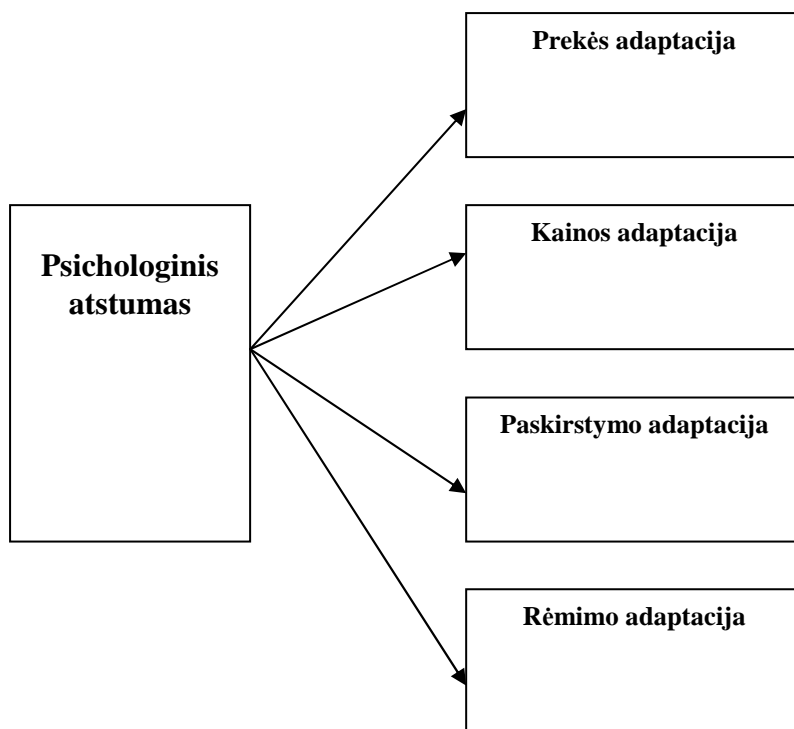 Prekės adaptacija
Kainos adaptacija
Psichologinis
atstumas
Paskirstymo adaptacija
Rėmimo adaptacija